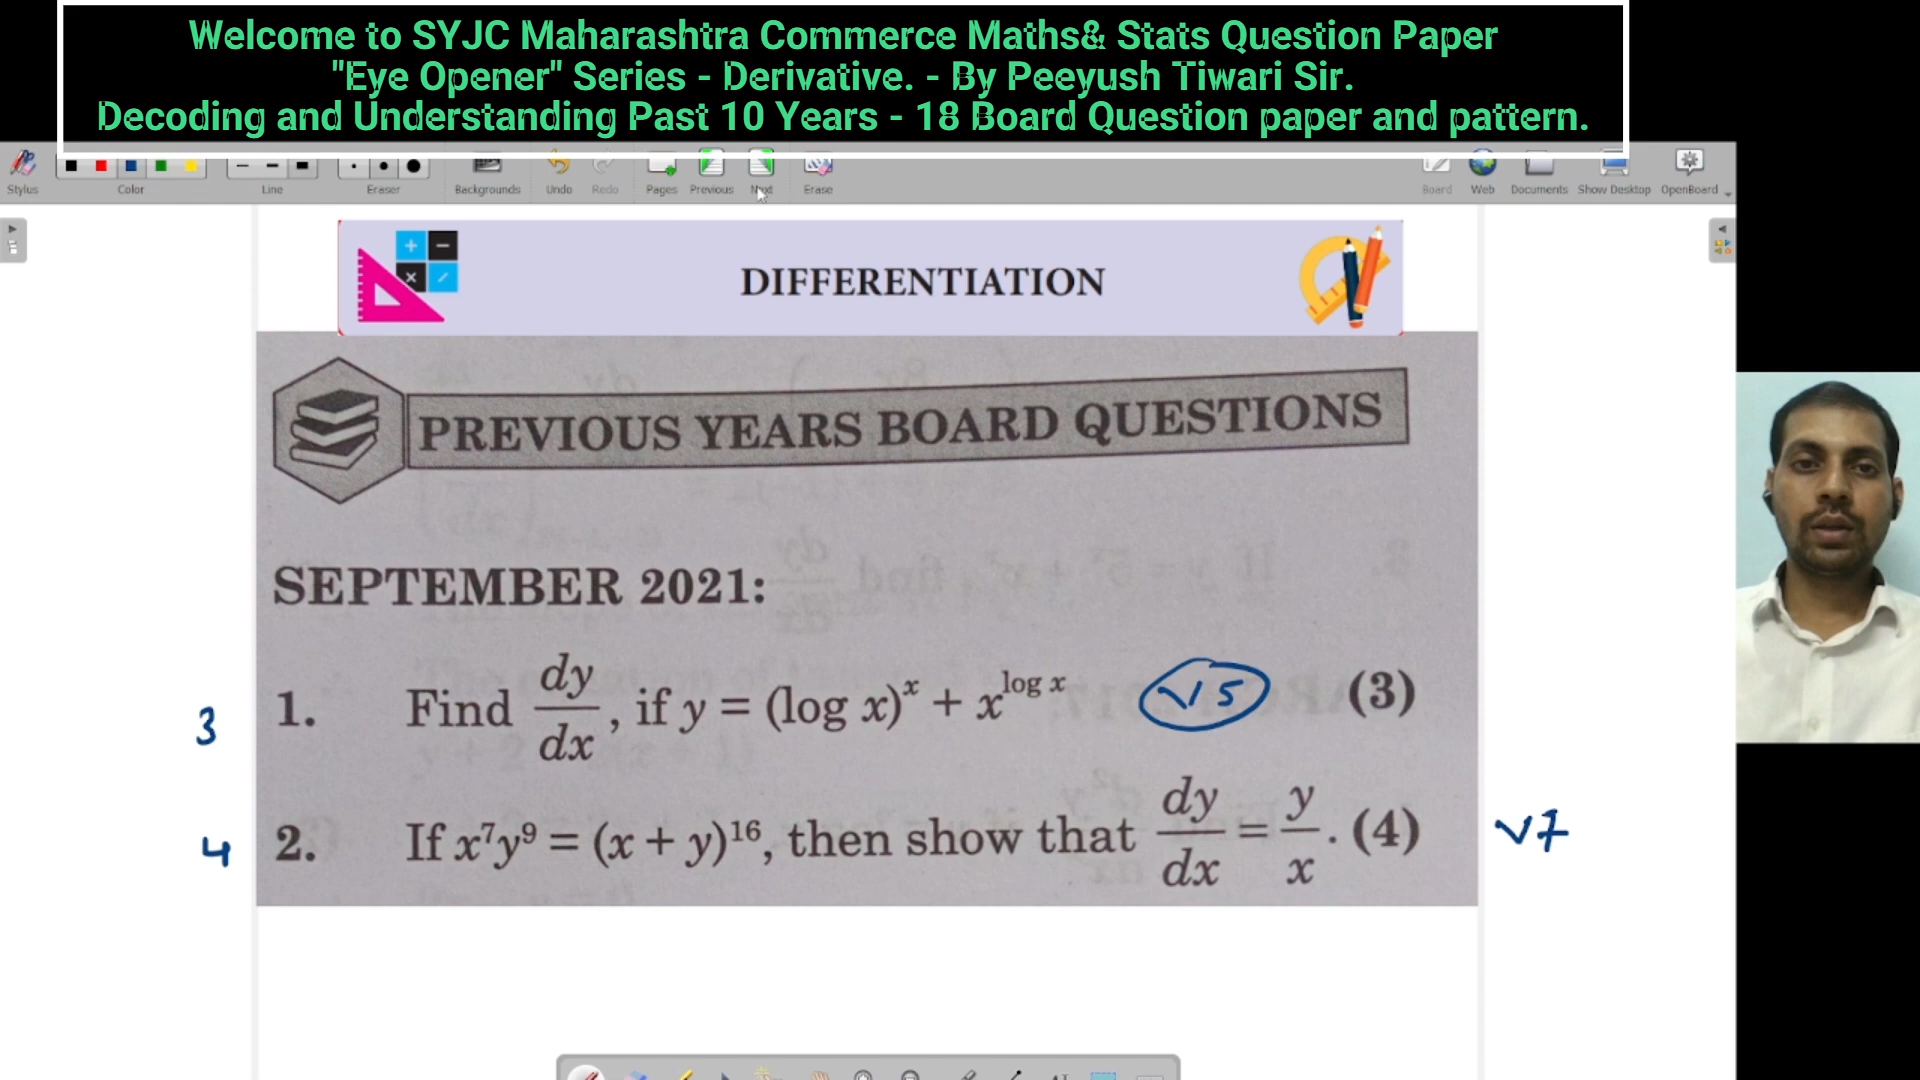 Welcome to SYJC Maharashtra Commerce Maths& Stats Question Paper
"Eye Opener" Series - Derivative. - By Peeyush Tiwari Sir.
Decoding and Understanding Past 10 Years - 18 Board Question paper and pattern.
Stylus Color Line Eraser Backgrounds Undo Redo Pages Previous Next Erase Board Web Documents Show Desktop OpenBoard
DIFFERENTIATION
PREVIOUS YEARS BOARD QUESTIONS
SEPTEMBER 2021:
3 1. Find dy/dx, if y = (log x)^x + x^(log x) √5 (3)
4 2. If x⁷y⁹ = (x + y)¹⁶, then show that dy/dx = y/x. (4) √7